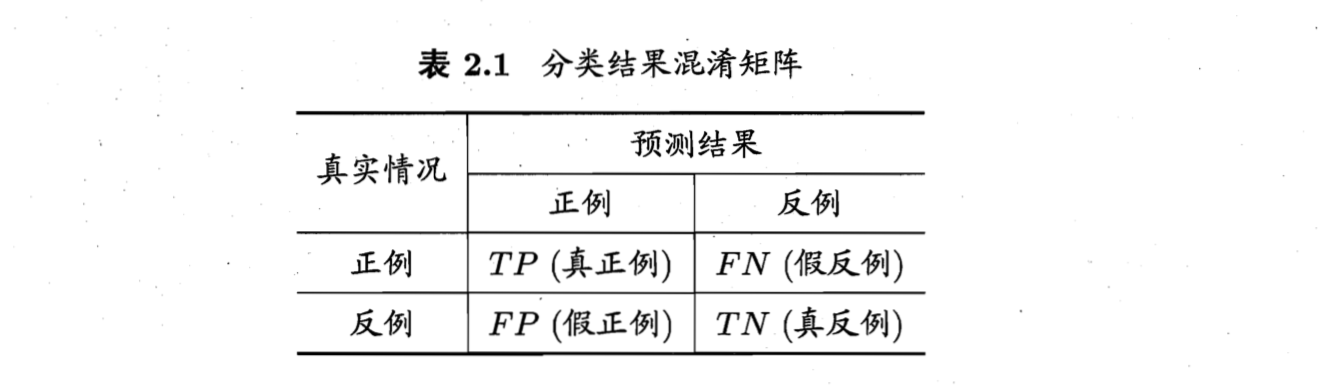 表 2.1 分类结果混淆矩阵
真实情况 预测结果
正例 反例
正例 TP (真正例) FN (假反例)
反例 FP (假正例) TN (真反例)